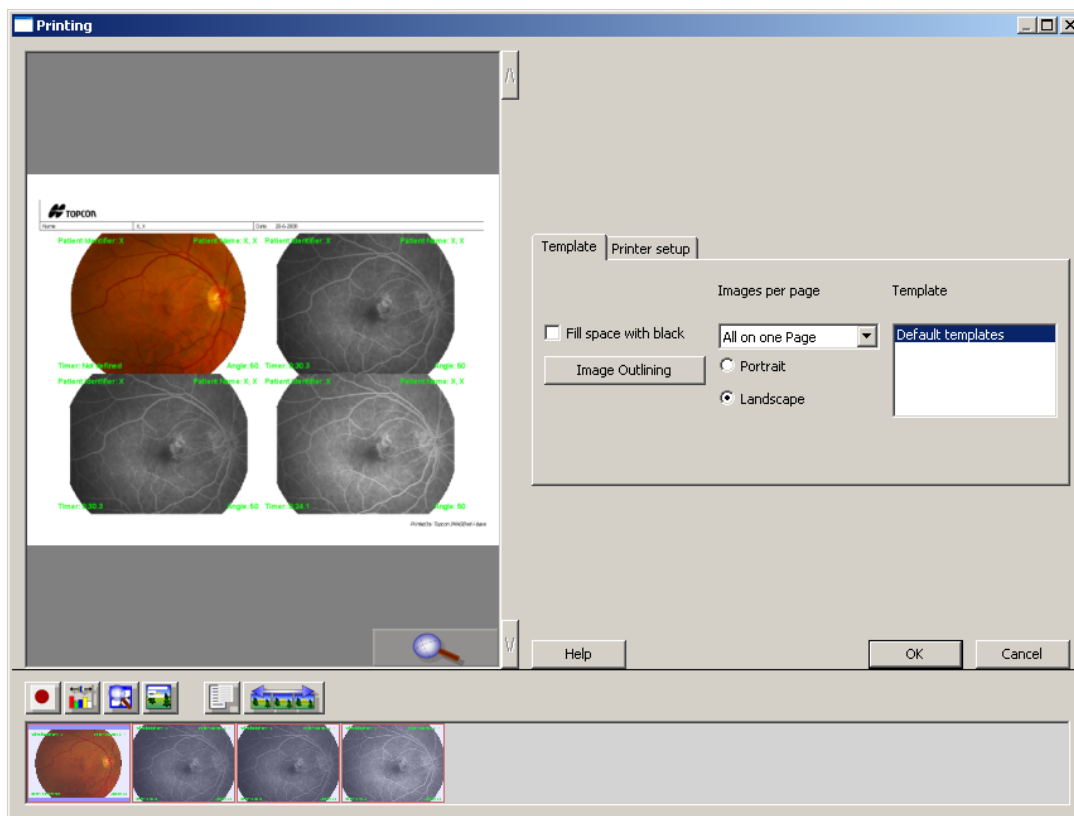 Printing
TOPCON
Name X, X Date
Patient Identifier: X Patient Name: X, X Patient Identifier: X Patient Name: X, X
Timer: Not defined Angle: 50 Angle: 50
Patient Identifier: X Patient Name: X, X Patient Identifier: X Patient Name: X, X
Angle: 50 Angle: 50
Template
Printer setup
Images per page
Template
Fill space with black
All on one Page
Default templates
Image Outlining
Portrait
Landscape
Help
OK
Cancel